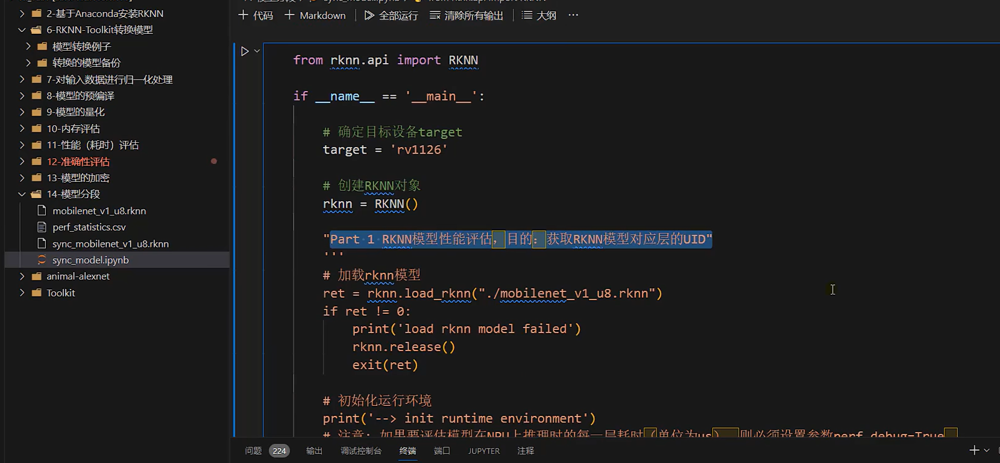 2-基于Anaconda安装RKNN
6-RKNN-Toolkit转换模型
模型转换例子
转换的模型备份
7-对输入数据进行归一化处理
8-模型的预编译
9-模型的量化
10-内存评估
11-性能（耗时）评估
12-准确性评估
13-模型的加密
14-模型分段
mobilenet_v1_u8.rknn
perf_statistics.csv
sync_mobilenet_v1_u8.rknn
sync_model.ipynb
animal-alexnet
Toolkit
代码 Markdown 全部运行 清除所有输出 大纲 ···
from rknn.api import RKNN
if __name__ == '__main__':
# 确定目标设备target
target = 'rv1126'
# 创建RKNN对象
rknn = RKNN()
"Part 1 RKNN模型性能评估，目的：获取RKNN模型对应层的UID"
'''
# 加载rknn模型
ret = rknn.load_rknn("./mobilenet_v1_u8.rknn")
if ret != 0:
print('load rknn model failed')
rknn.release()
exit(ret)
# 初始化运行环境
print('--> init runtime environment')
# 注意：如果要评估模型在NPU上推理时的每一层耗时（单位为us），则必须设置参数perf_debug=True
问题 224 输出 调试控制台 终端 端口 JUPYTER 注释